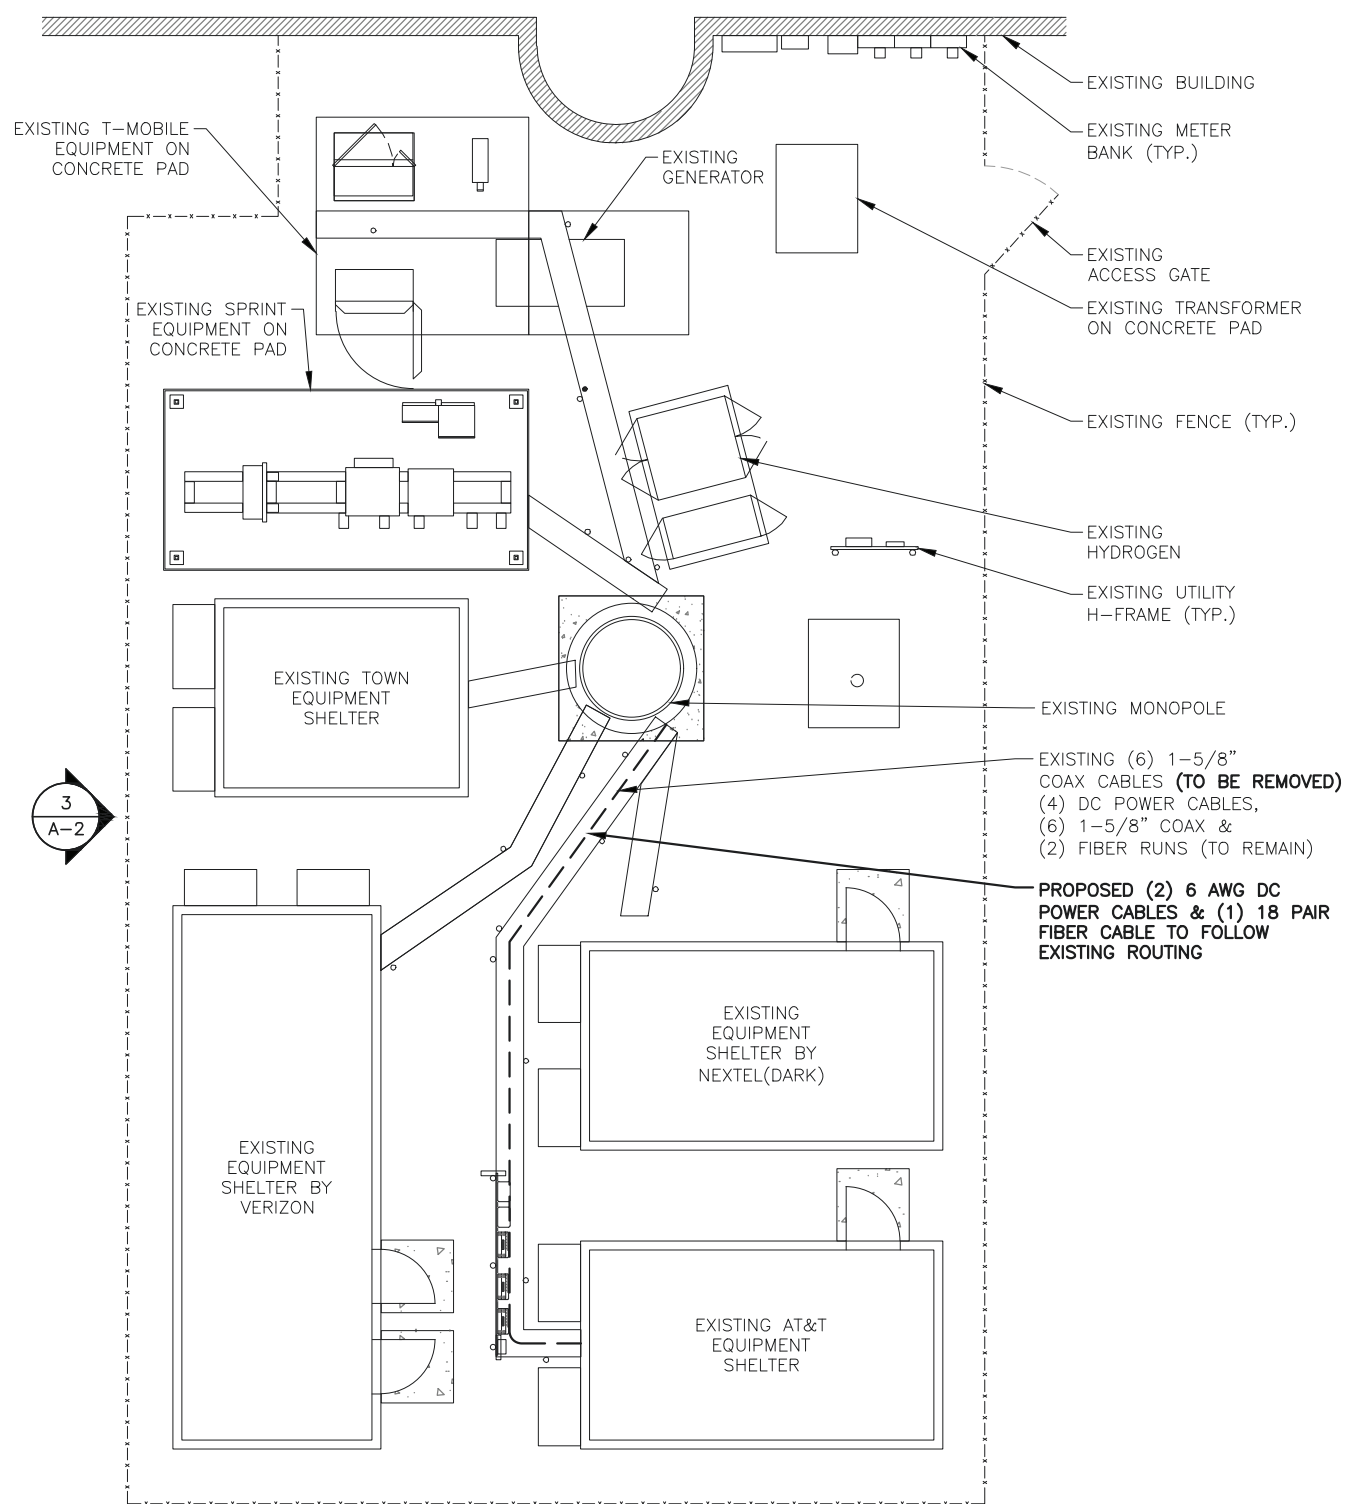 EXISTING BUILDING
EXISTING METER
BANK (TYP.)
EXISTING T-MOBILE
EQUIPMENT ON
CONCRETE PAD
EXISTING
GENERATOR
EXISTING
ACCESS GATE
EXISTING TRANSFORMER
ON CONCRETE PAD
EXISTING SPRINT
EQUIPMENT ON
CONCRETE PAD
EXISTING FENCE (TYP.)
EXISTING
HYDROGEN
EXISTING UTILITY
H-FRAME (TYP.)
EXISTING TOWN
EQUIPMENT
SHELTER
EXISTING MONOPOLE
EXISTING (6) 1-5/8"
COAX CABLES (TO BE REMOVED)
(4) DC POWER CABLES,
(6) 1-5/8" COAX &
(2) FIBER RUNS (TO REMAIN)
3
A-2
PROPOSED (2) 6 AWG DC
POWER CABLES & (1) 18 PAIR
FIBER CABLE TO FOLLOW
EXISTING ROUTING
EXISTING
EQUIPMENT
SHELTER BY
NEXTEL(DARK)
EXISTING
EQUIPMENT
SHELTER BY
VERIZON
EXISTING AT&T
EQUIPMENT
SHELTER